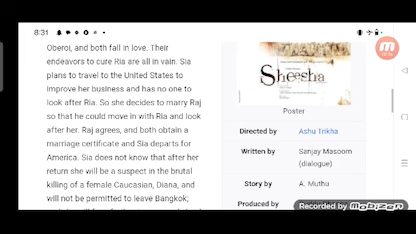 8:31
Oberoi, and both fall in love. Their
endeavors to cure Ria are all in vain. Sia
plans to travel to the United States to
improve her business and has no one to
look after Ria. So she decides to marry Raj
so that he could move in with Ria and look
after her. Raj agrees, and both obtain a
marriage certificate and Sia departs for
America. Sia does not know that after her
return she will be a suspect in the brutal
killing of a female Caucasian, Diana, and
will not be permitted to leave Bangkok;
Sheesha
Poster
Directed by Ashu Trikha
Written by Sanjay Masoom
(dialogue)
Story by A. Muthu
Produced by
Recorded by
Mobizen